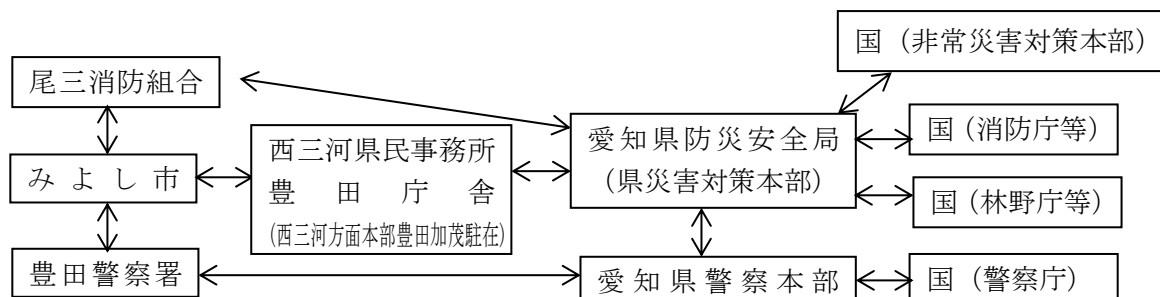 国（非常災害対策本部）
尾三消防組合
愛知県防災安全局
（県災害対策本部）
国（消防庁等）
西三河県民事務所
豊田庁舎
（西三河方面本部豊田加茂駐在）
みよし市
国（林野庁等）
豊田警察署
愛知県警察本部
国（警察庁）